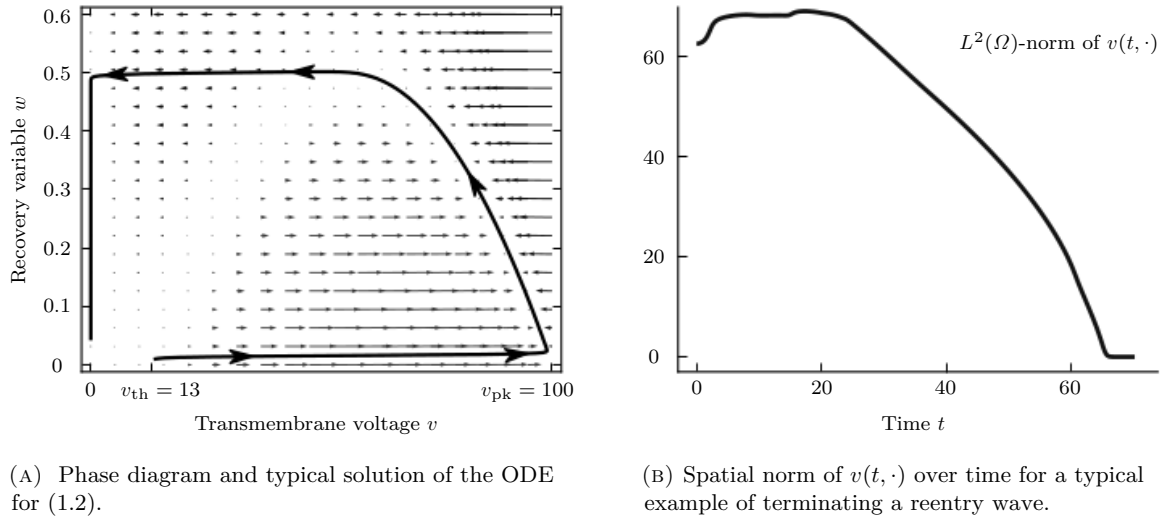 0.6
0.5
0.4
0.3
0.2
0.1
0
Recovery variable w
0
v_th = 13
v_pk = 100
Transmembrane voltage v
(A) Phase diagram and typical solution of the ODE
for (1.2).
60
40
20
0
L²(Ω)-norm of v(t, ·)
0
20
40
60
Time t
(B) Spatial norm of v(t, ·) over time for a typical
example of terminating a reentry wave.